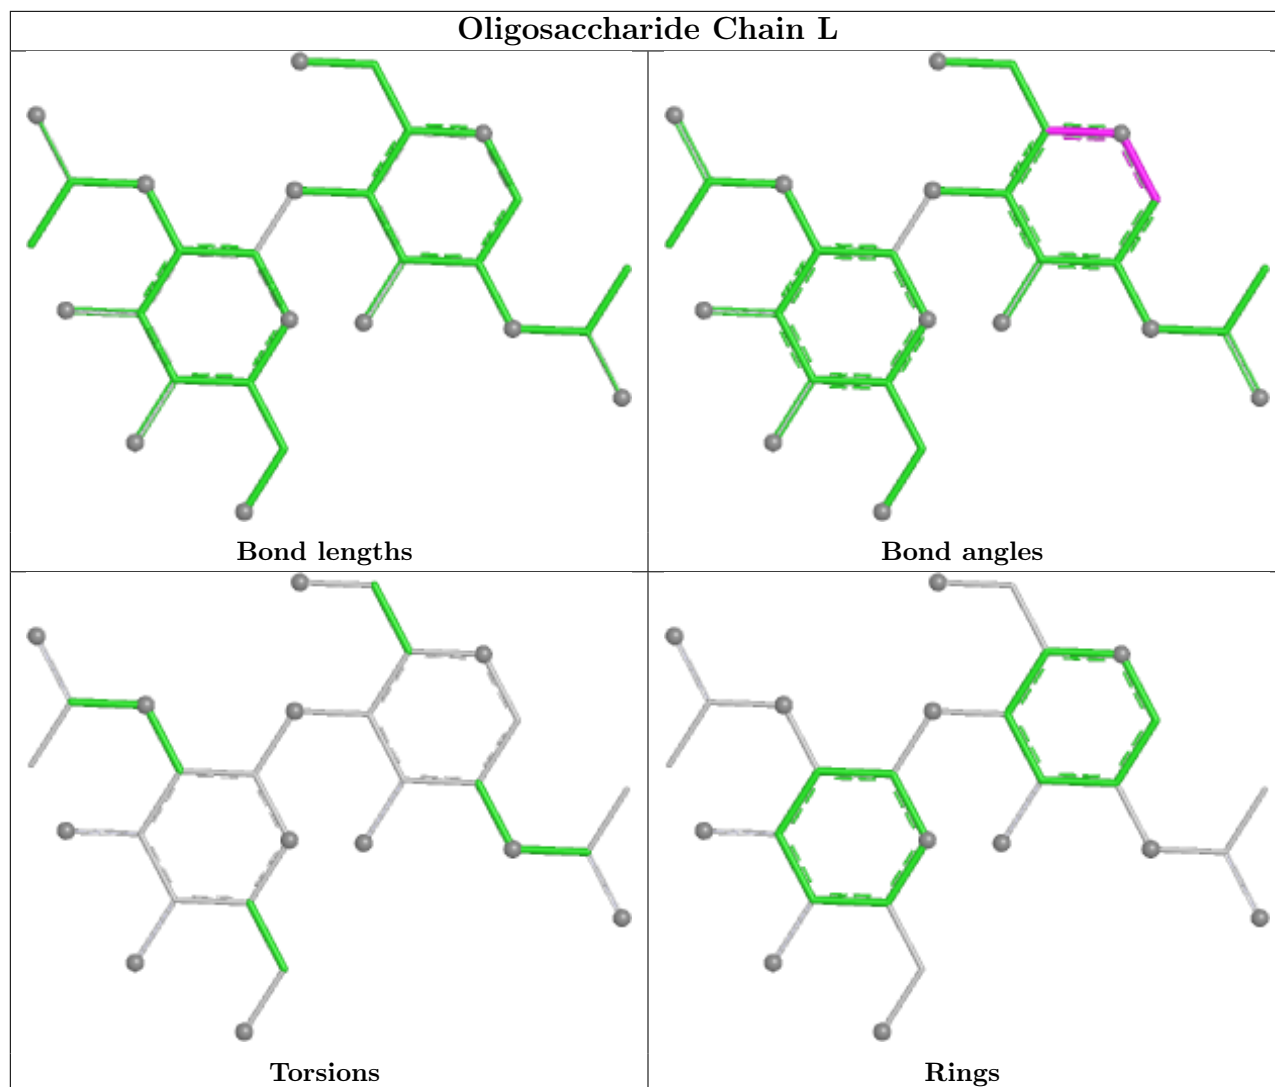 Oligosaccharide Chain L
Bond lengths
Bond angles
Torsions
Rings